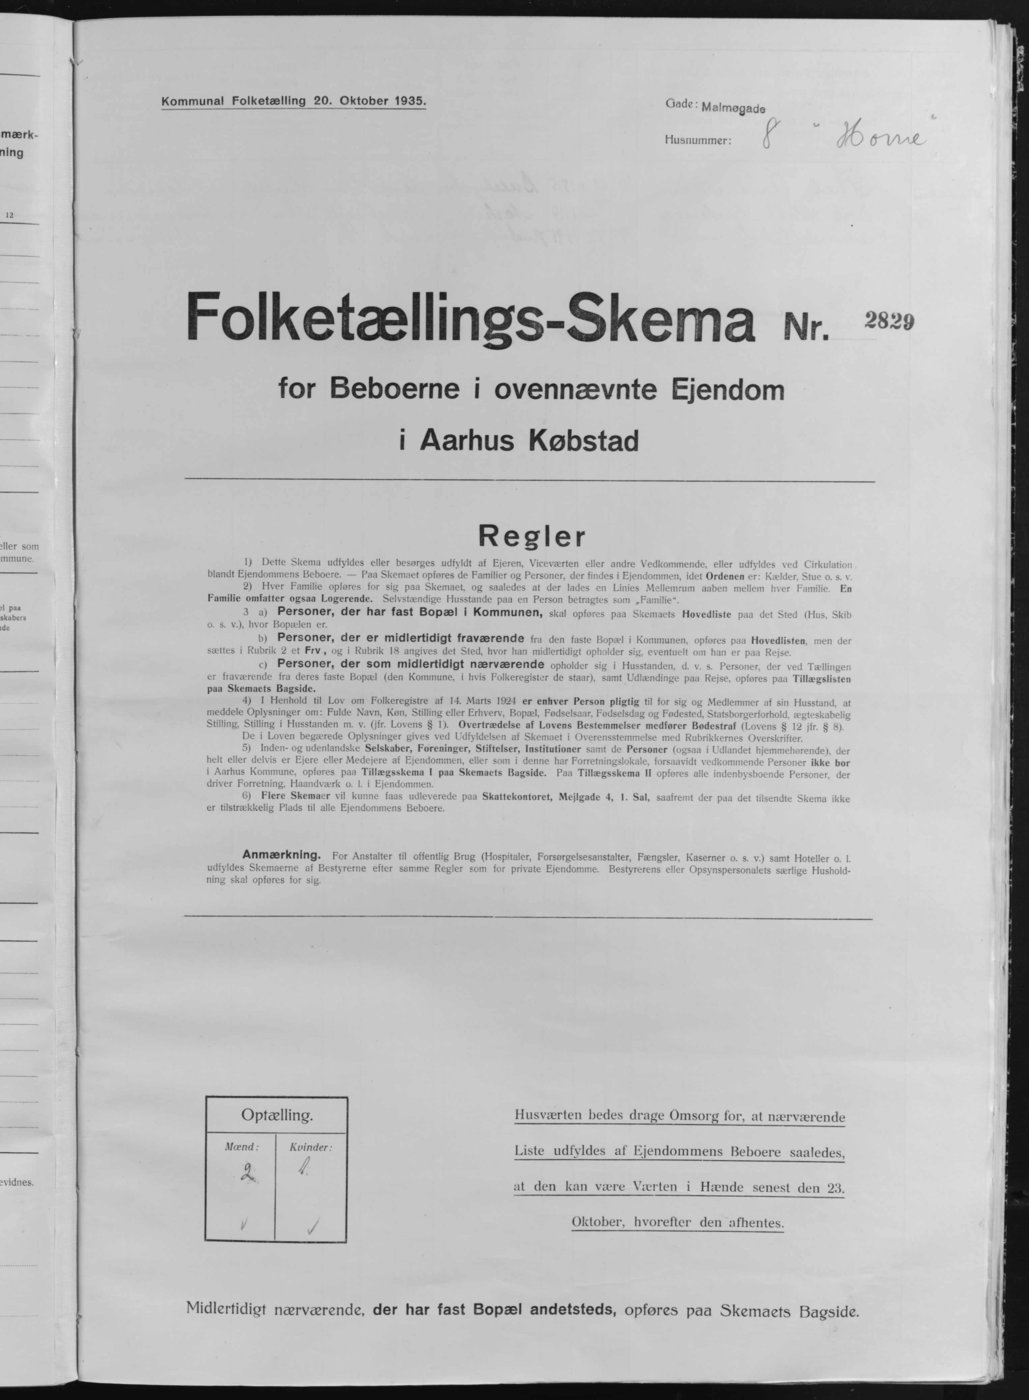 Kommunal Folketælling 20. Oktober 1935.
Gade: Malmøgade
Husnummer: 8 "Horne"
mærk-
ning
12
Folketællings-Skema Nr. 2829
for Beboerne i ovennævnte Ejendom
i Aarhus Købstad
Regler
1) Dette Skema udfyldes eller besørges udfyldt af Ejeren, Viceværten eller andre Vedkommende, eller udfyldes ved Cirkulation
blandt Ejendommens Beboere. — Paa Skemaet opføres de Familier og Personer, der findes i Ejendommen, idet Ordenen er: Kælder, Stue o. s. v.
2) Hver Familie opføres for sig paa Skemaet, og saaledes at der lades en Linies Mellemrum aaben mellem hver Familie. En
Familie omfatter ogsaa Logerende. Selvstændige Husstande paa en Person betragtes som „Familie“.
3 a) Personer, der har fast Bopæl i Kommunen, skal opføres paa Skemaets Hovedliste paa det Sted (Hus, Skib
o. s. v.), hvor Bopælen er.
b) Personer, der er midlertidigt fraværende fra den faste Bopæl i Kommunen, opføres paa Hovedlisten, men der
sættes i Rubrik 2 et Frv, og i Rubrik 18 angives det Sted, hvor han midlertidigt opholder sig, eventuelt om han er paa Rejse.
c) Personer, der som midlertidigt nærværende opholder sig i Husstanden, d. v. s. Personer, der ved Tællingen
er fraværende fra deres faste Bopæl (den Kommune, i hvis Folkeregister de staar), samt Udlændinge paa Rejse, opføres paa Tillægslisten
paa Skemaets Bagside.
4) I Henhold til Lov om Folkeregistre af 14. Marts 1924 er enhver Person pligtig til for sig og Medlemmer af sin Husstand, at
meddele Oplysninger om: Fulde Navn, Køn, Stilling eller Erhverv, Bopæl, Fødselsaar, Fødselsdag og Fødested, Statsborgerforhold, ægteskabelig
Stilling, Stilling i Husstanden m. v. (jfr. Lovens § 1). Overtrædelse af Lovens Bestemmelser medfører Bødestraf (Lovens § 12 jfr. § 8).
De i Loven begærede Oplysninger gives ved Udfyldelsen af Skemaet i Overensstemmelse med Rubrikkernes Overskrifter.
5) Inden- og udenlandske Selskaber, Foreninger, Stiftelser, Institutioner samt de Personer (ogsaa i Udlandet hjemmehørende), der
helt eller delvis er Ejere eller Medejere af Ejendommen, eller som i denne har Forretningslokale, forsaavidt vedkommende Personer ikke bor
i Aarhus Kommune, opføres paa Tillægsskema I paa Skemaets Bagside. Paa Tillægsskema II opføres alle indenbysboende Personer, der
driver Forretning, Haandværk o. l. i Ejendommen.
6) Flere Skemaer vil kunne faas udleverede paa Skattekontoret, Mejlgade 4, 1. Sal, saafremt der paa det tilsendte Skema ikke
er tilstrækkelig Plads til alle Ejendommens Beboere.
Anmærkning. For Anstalter til offentlig Brug (Hospitaler, Forsørgelsesanstalter, Fængsler, Kaserner o. s. v.) samt Hoteller o. l.
udfyldes Skemaerne af Bestyrerne efter samme Regler som for private Ejendomme. Bestyrerens eller Opsynspersonalets særlige Hushold-
ning skal opføres for sig.
eller som
mmune.
el paa
skabers
de
evidnes.
Optælling.
Mænd: Kvinder:
2 1
Husværten bedes drage Omsorg for, at nærværende
Liste udfyldes af Ejendommens Beboere saaledes,
at den kan være Værten i Hænde senest den 23.
Oktober, hvorefter den afhentes.
Midlertidigt nærværende, der har fast Bopæl andetsteds, opføres paa Skemaets Bagside.